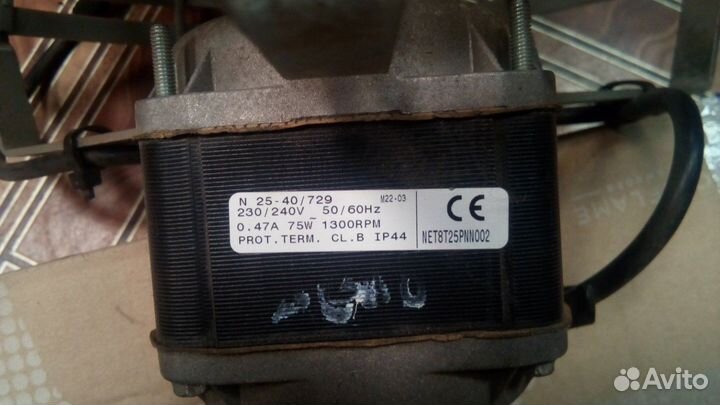 N 25-40/729 M22-03
230/240V~ 50/60Hz
0.47A 75W 1300RPM
PROT.TERM. CL.B IP44
CE
NET8T25PNN002
LAME
Avito